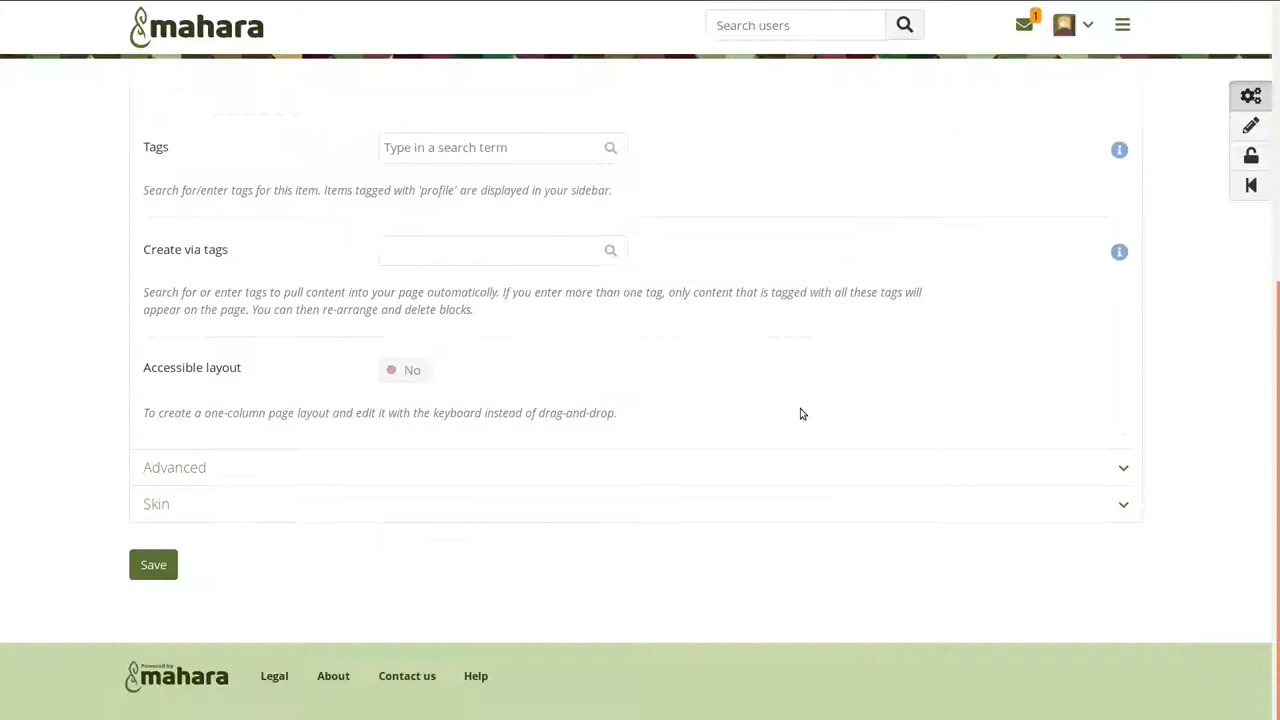 mahara
Search users
1
Tags
Type in a search term
Search for/enter tags for this item. Items tagged with 'profile' are displayed in your sidebar.
Create via tags
Search for or enter tags to pull content into your page automatically. If you enter more than one tag, only content that is tagged with all these tags will
appear on the page. You can then re-arrange and delete blocks.
Accessible layout
No
To create a one-column page layout and edit it with the keyboard instead of drag-and-drop.
Advanced
Skin
Save
Powered by
mahara
Legal
About
Contact us
Help